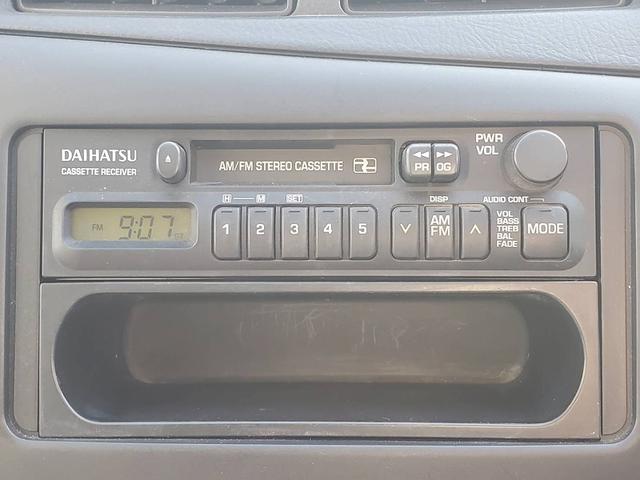 DAIHATSU
CASSETTE RECEIVER
AM/FM STEREO CASSETTE
◀◀ ▶▶
PR OG
PWR
VOL
FM 9:07
H M SET
1 2 3 4 5
DISP
AM
FM
AUDIO CONT
VOL
BASS
TREB
BAL
FADE
MODE